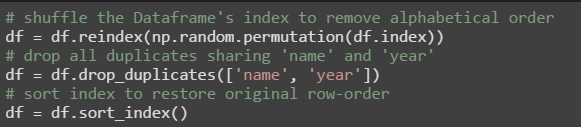 # shuffle the Dataframe's index to remove alphabetical order
df = df.reindex(np.random.permutation(df.index))
# drop all duplicates sharing 'name' and 'year'
df = df.drop_duplicates(['name', 'year'])
# sort index to restore original row-order
df = df.sort_index()